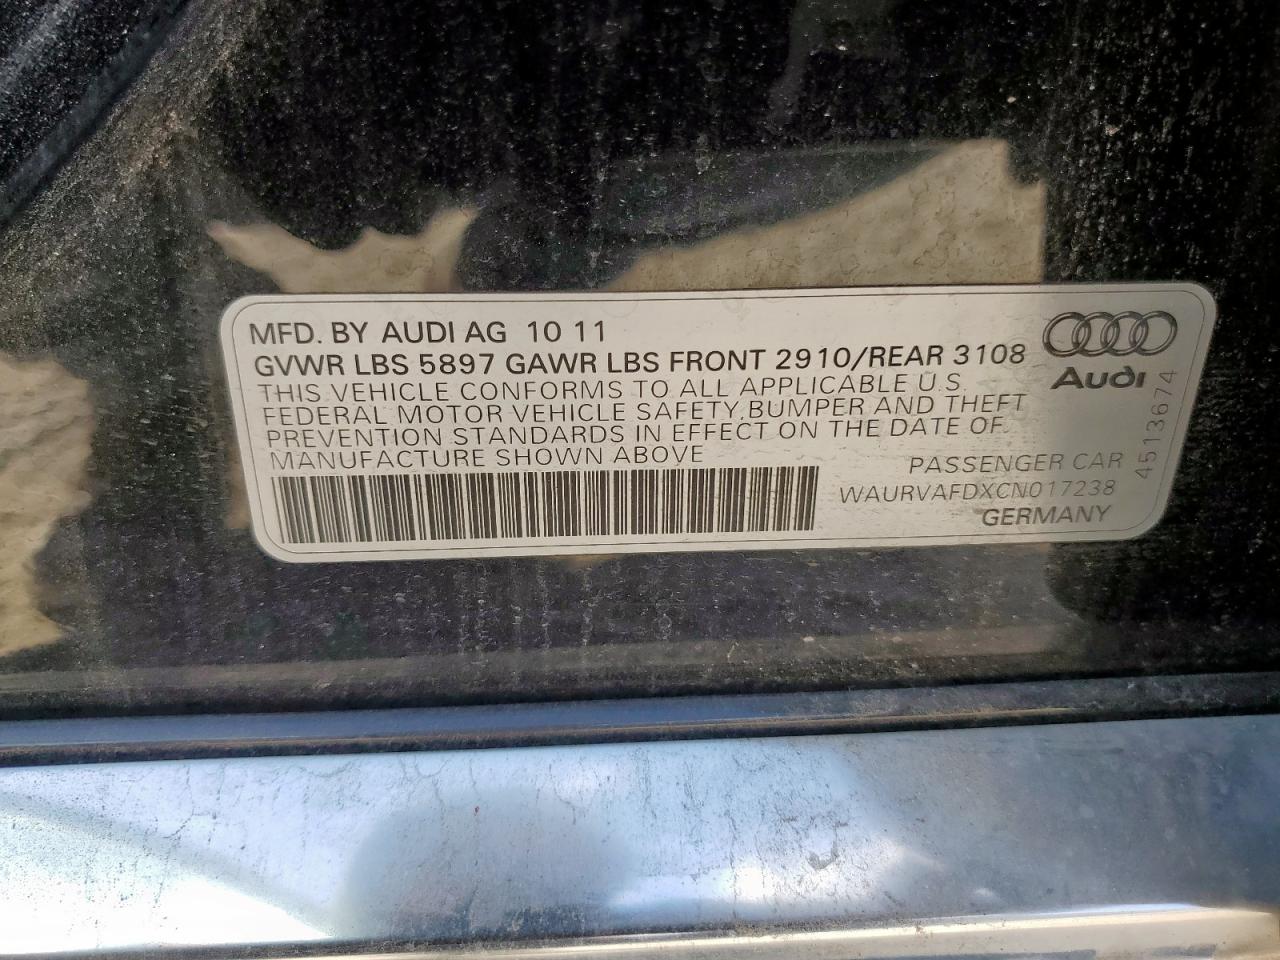 MFD. BY AUDI AG 10 11
GVWR LBS 5897 GAWR LBS FRONT 2910/REAR 3108
THIS VEHICLE CONFORMS TO ALL APPLICABLE U.S.
FEDERAL MOTOR VEHICLE SAFETY, BUMPER AND THEFT
PREVENTION STANDARDS IN EFFECT ON THE DATE OF
MANUFACTURE SHOWN ABOVE
Audi
4513674
PASSENGER CAR
WAURVAFDXCN017238
GERMANY